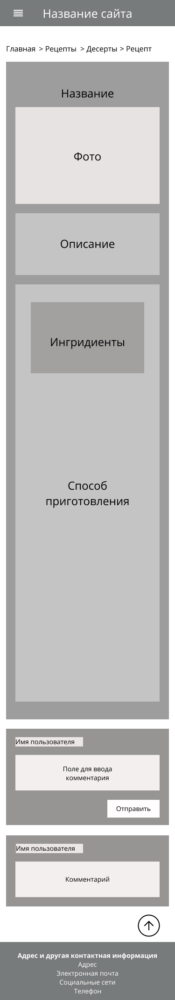 Название сайта
Главная > Рецепты > Десерты > Рецепт
Название
Фото
Описание
Ингридиенты
Способ
приготовления
Имя пользователя
Поле для ввода
комментария
Отправить
Имя пользователя
Комментарий
Адрес и другая контактная информация
Адрес
Электронная почта
Социальные сети
Телефон